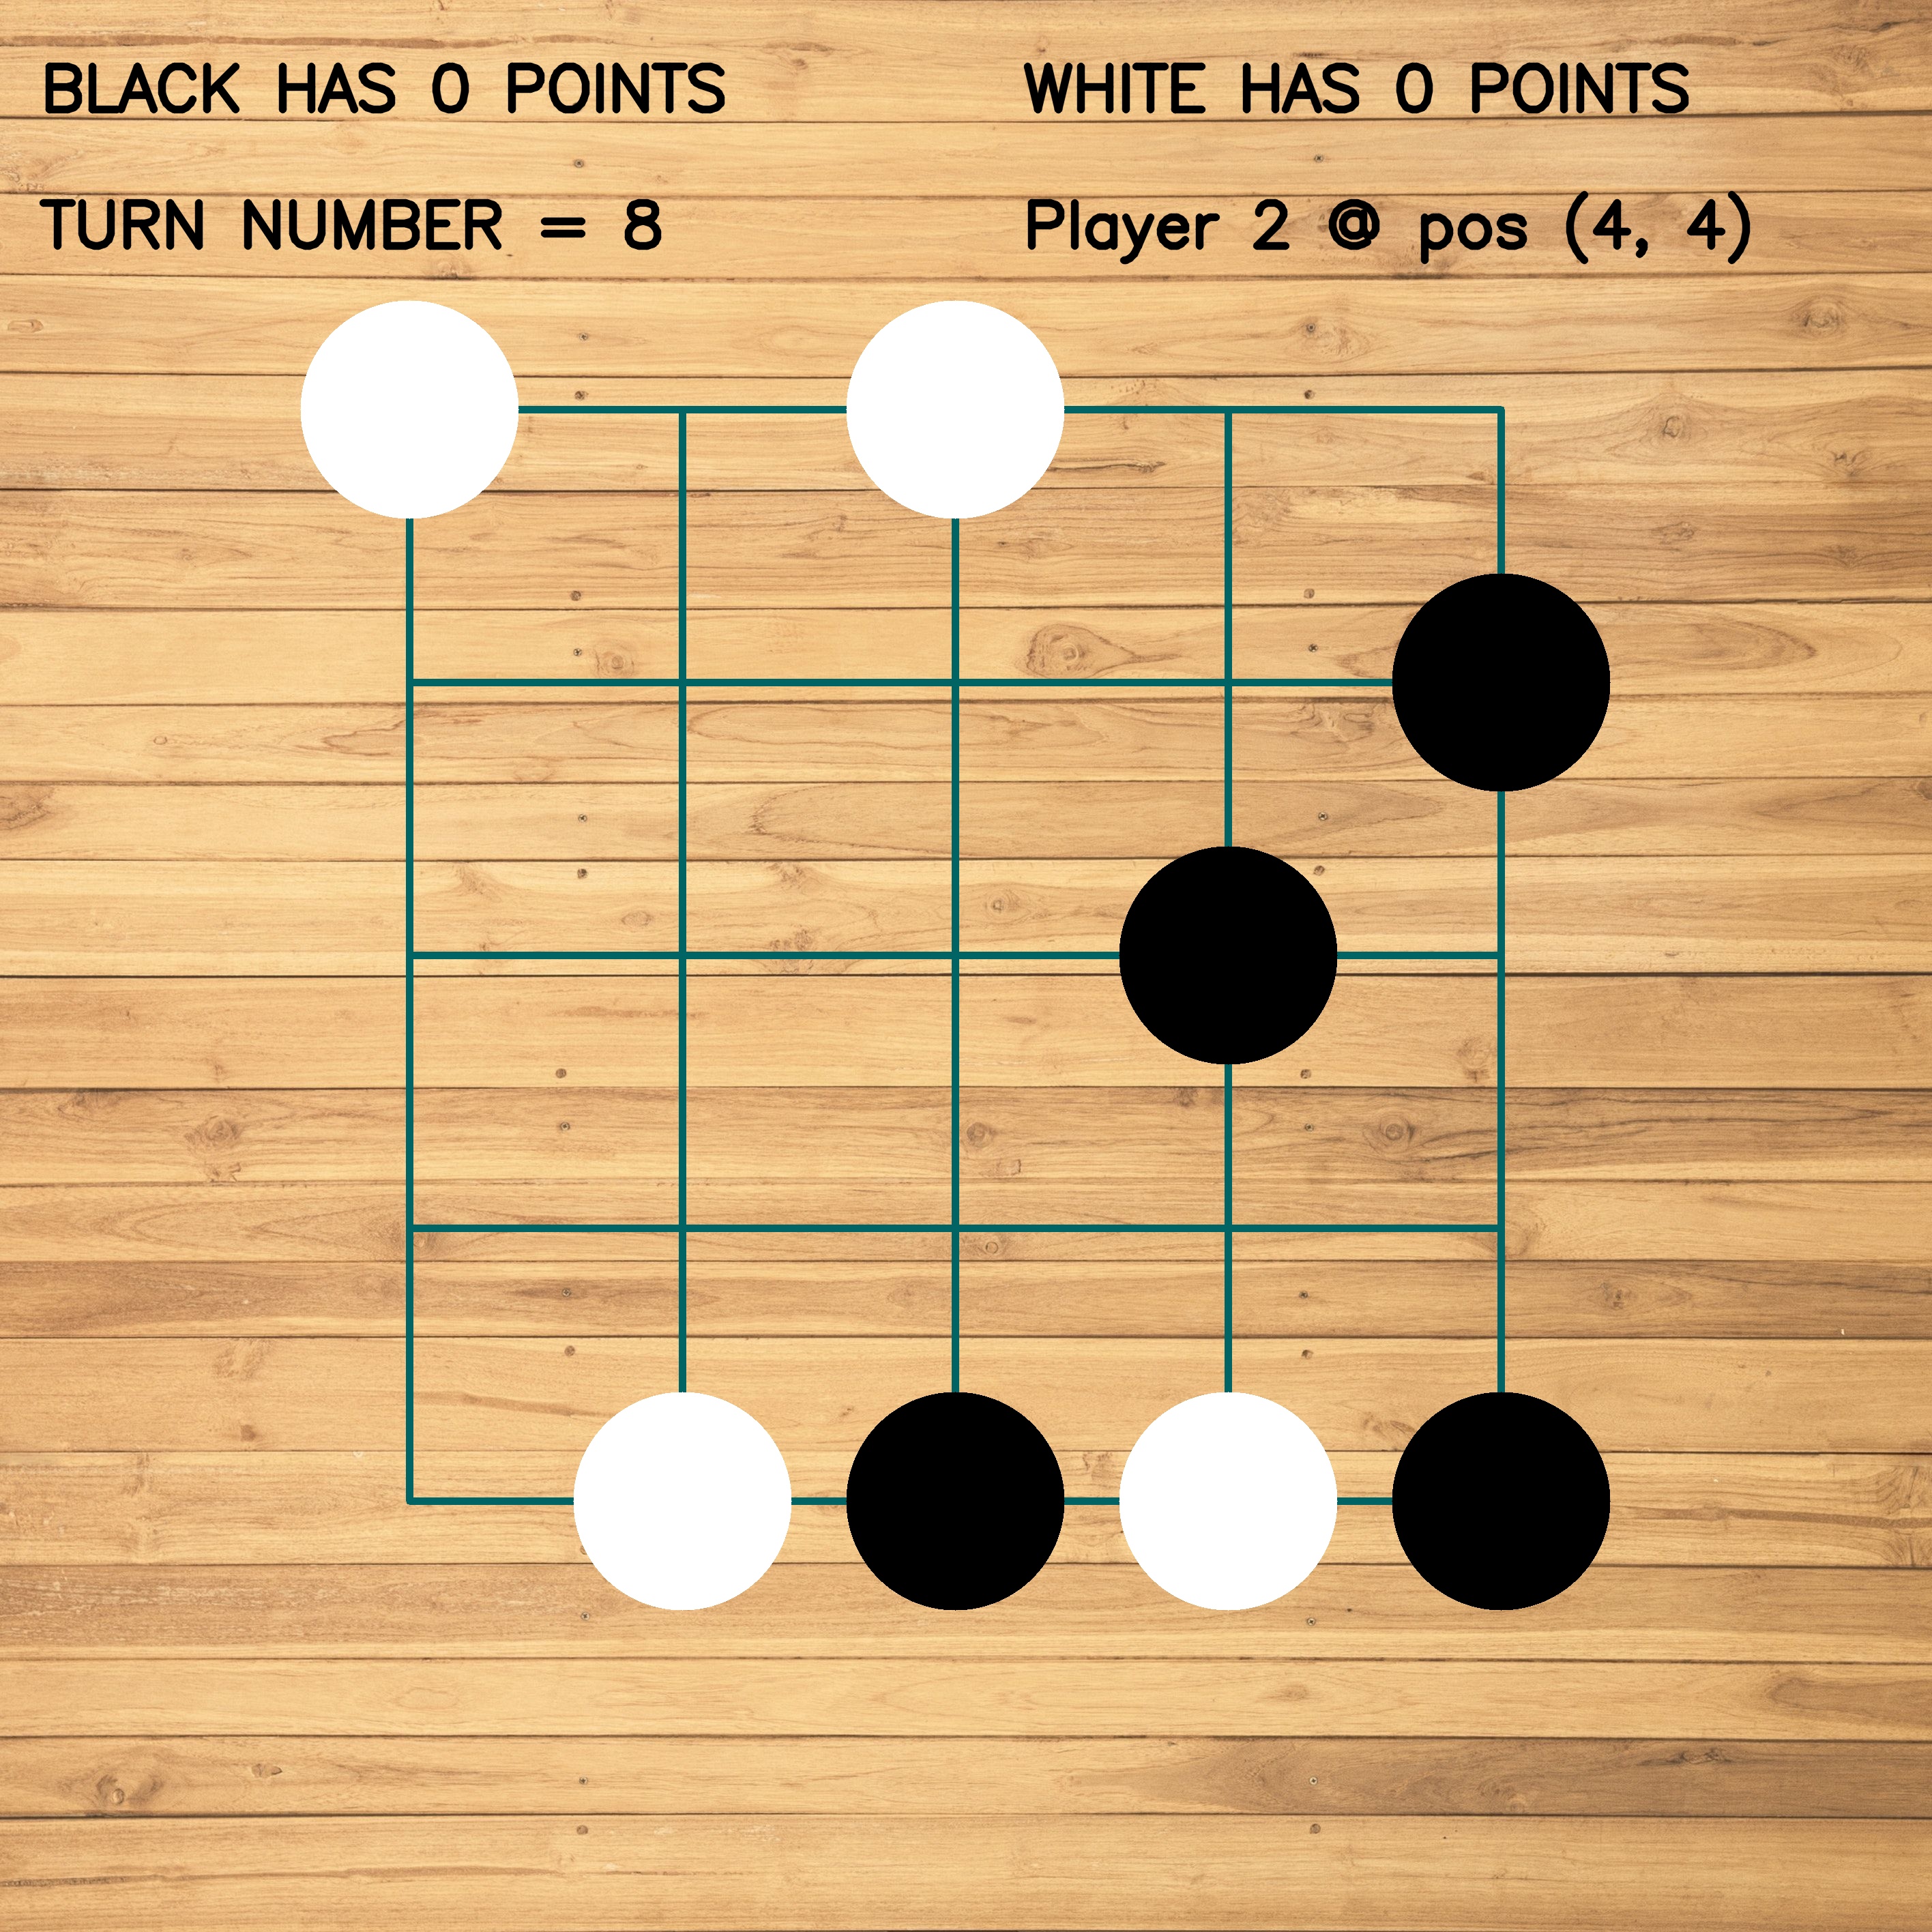 BLACK HAS 0 POINTS
WHITE HAS 0 POINTS
TURN NUMBER = 8
Player 2 @ pos (4, 4)